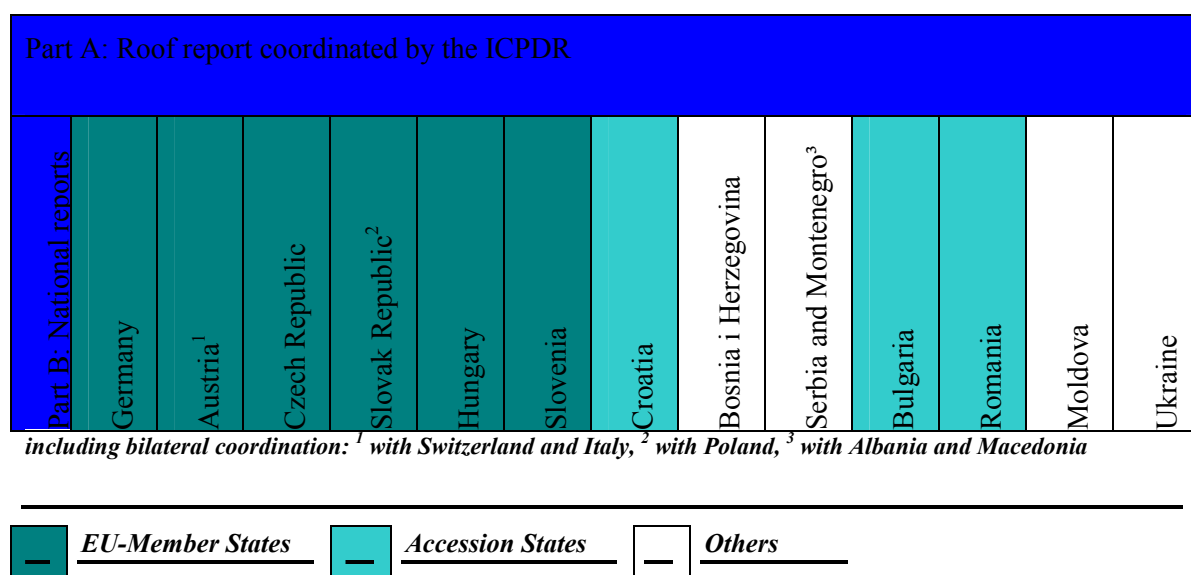 Part A: Roof report coordinated by the ICPDR
Part B: National reports
Germany
Austria¹
Czech Republic
Slovak Republic²
Hungary
Slovenia
Croatia
Bosnia i Herzegovina
Serbia and Montenegro³
Bulgaria
Romania
Moldova
Ukraine
including bilateral coordination: ¹ with Switzerland and Italy, ² with Poland, ³ with Albania and Macedonia
EU-Member States
Accession States
Others